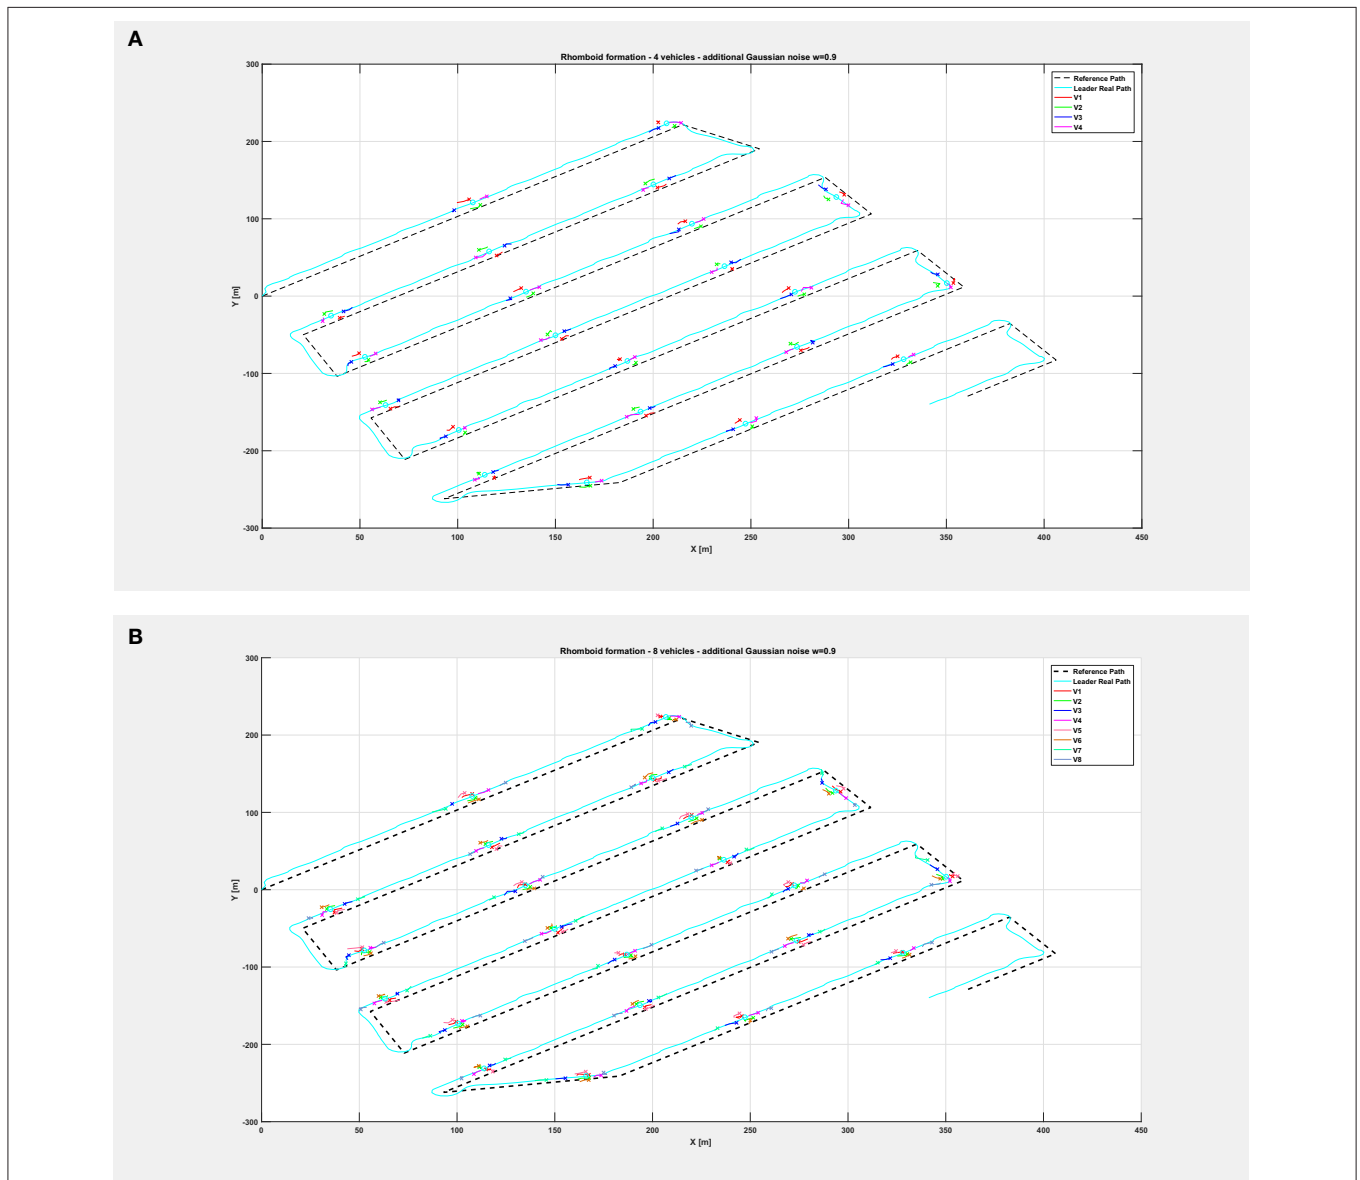 A
Rhomboid formation - 4 vehicles - additional Gaussian noise w=0.9
300
200
100
0
-100
-200
-300
Y [m]
0 50 100 150 200 250 300 350 400 450
X [m]
Reference Path
Leader Real Path
V1
V2
V3
V4
B
Rhomboid formation - 8 vehicles - additional Gaussian noise w=0.9
300
200
100
0
-100
-200
-300
Y [m]
0 50 100 150 200 250 300 350 400 450
X [m]
Reference Path
Leader Real Path
V1
V2
V3
V4
V5
V6
V7
V8